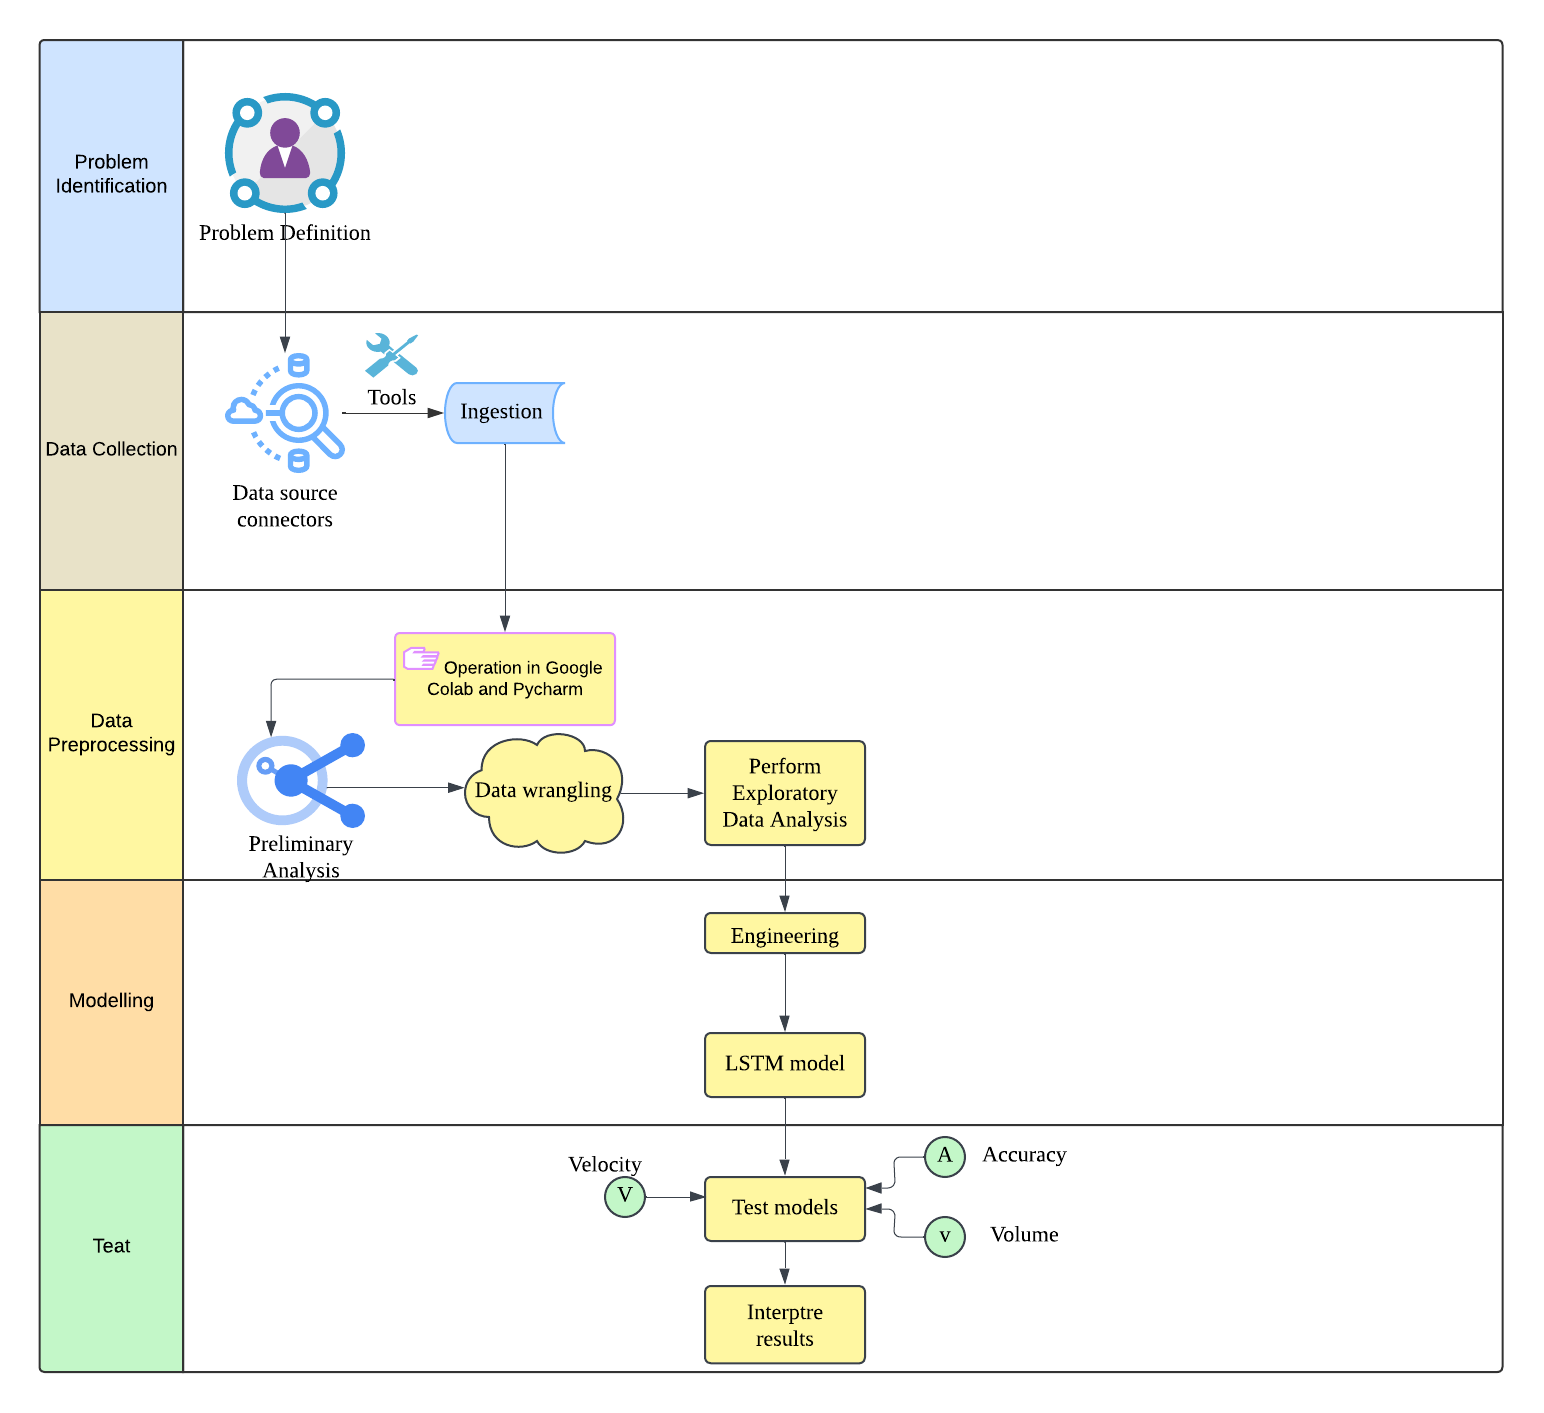 Problem
Identification
Problem Definition
Data Collection
Tools
Ingestion
Data source
connectors
Data
Preprocessing
Operation in Google
Colab and Pycharm
Preliminary
Analysis
Data wrangling
Perform
Exploratory
Data Analysis
Modelling
Engineering
LSTM model
Teat
Velocity
V
Test models
A
Accuracy
v
Volume
Interptre
results